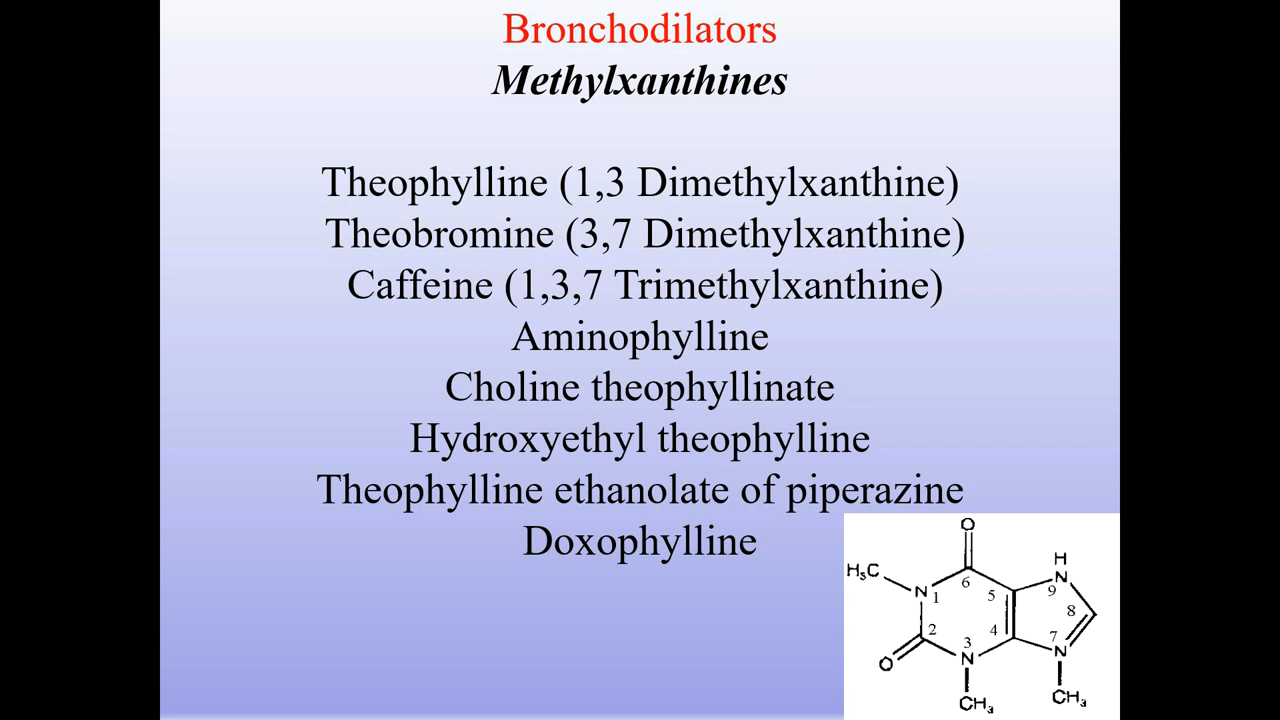 Bronchodilators
Methylxanthines
Theophylline (1,3 Dimethylxanthine)
Theobromine (3,7 Dimethylxanthine)
Caffeine (1,3,7 Trimethylxanthine)
Aminophylline
Choline theophyllinate
Hydroxyethyl theophylline
Theophylline ethanolate of piperazine
Doxophylline
O
H
H₃C 6 N
N 1 5 9
8
2 4 7
O 3 N
N
CH₃ CH₃